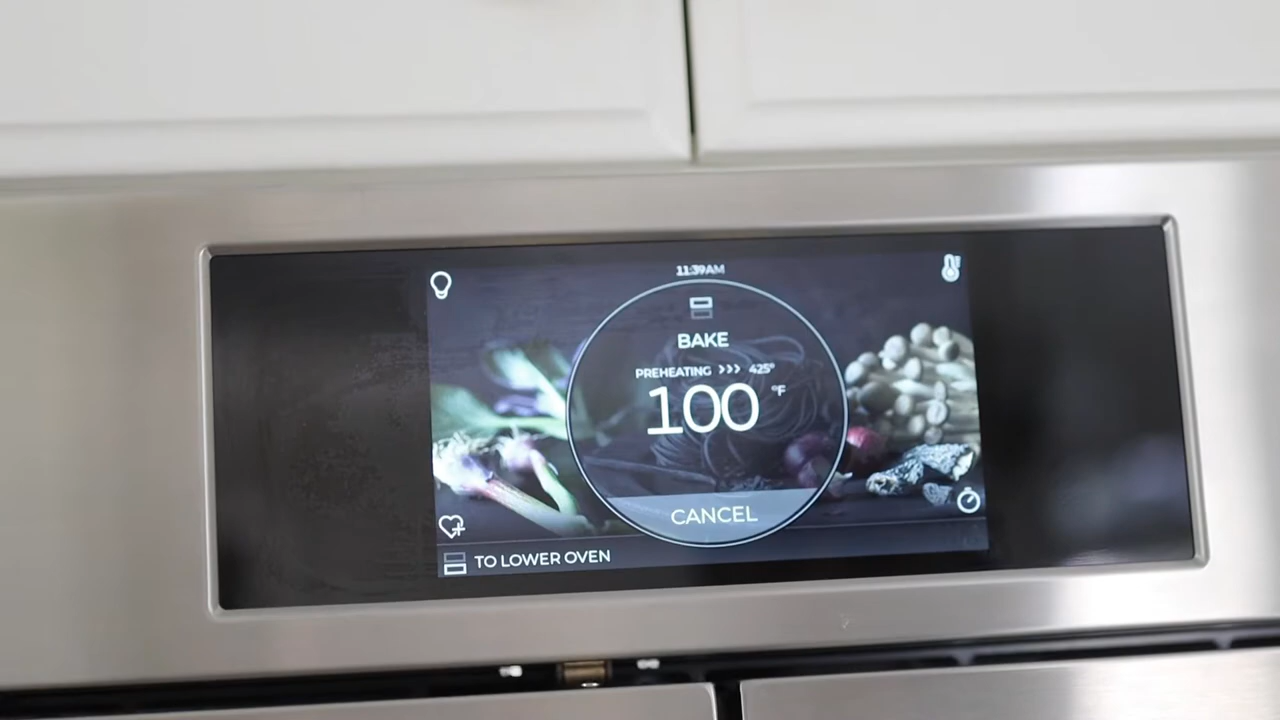 11:39AM
BAKE
PREHEATING >>> 425°
100 °F
CANCEL
TO LOWER OVEN